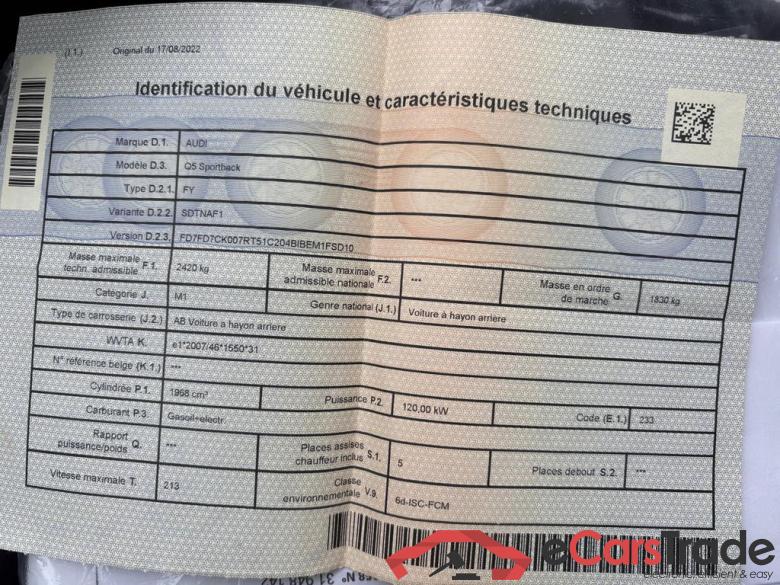 (I.1.) Original du 17/08/2022
Identification du véhicule et caractéristiques techniques
Marque D.1. AUDI
Modèle D.3. Q5 Sportback
Type D.2.1. FY
Variante D.2.2. SDTNAF1
Version D.2.3. FD7FD7CK007RT51C204BIBEM1FSD10
Masse maximale techn. admissible F.1. 2420 kg Masse maximale admissible nationale F.2. *** Masse en ordre de marche G. 1830 kg
Catégorie J. M1 Genre national (J.1.) Voiture à hayon arrière
Type de carrosserie (J.2.) AB Voiture à hayon arriere
WVTA K. e1*2007/46*1550*31
N° référence belge (K.1.) ***
Cylindrée P.1. 1968 cm³ Puissance P.2. 120,00 kW Code (E.1.) 233
Carburant P.3 Gasoil+electr.
Rapport puissance/poids Q. *** Places assises chauffeur inclus S.1. 5 Places debout S.2. ***
Vitesse maximale T. 213 Classe environnementale V.9. 6d-ISC-FCM
eCarsTrade
& easy